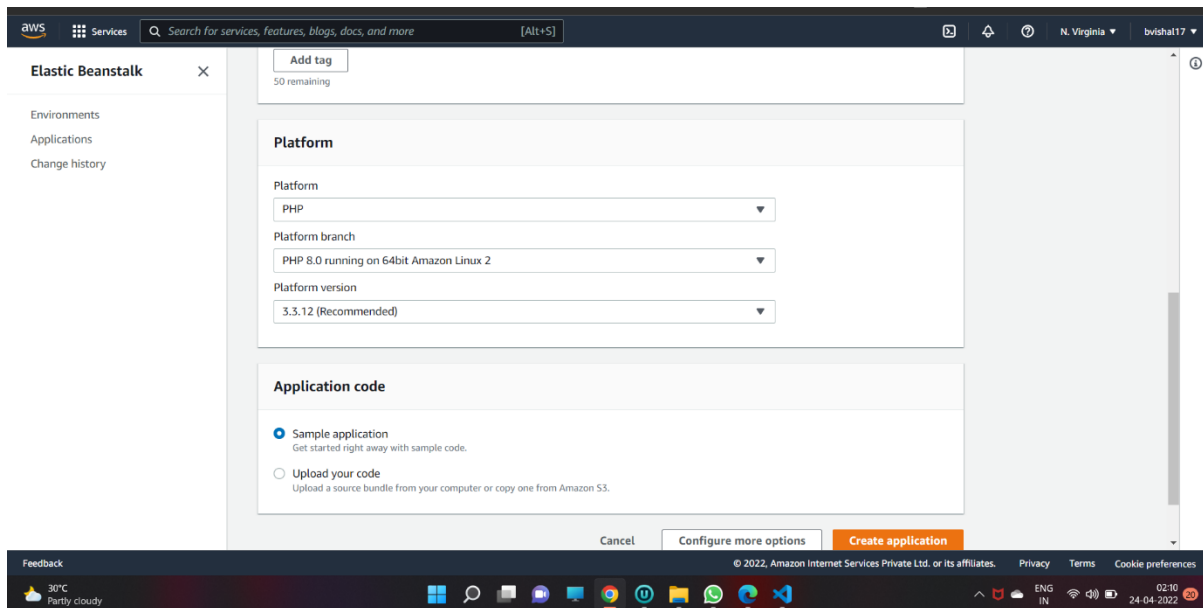 aws
Services
Search for services, features, blogs, docs, and more
[Alt+S]
N. Virginia
bvishal17
Elastic Beanstalk
Environments
Applications
Change history
Add tag
50 remaining
Platform
Platform
PHP
Platform branch
PHP 8.0 running on 64bit Amazon Linux 2
Platform version
3.3.12 (Recommended)
Application code
Sample application
Get started right away with sample code.
Upload your code
Upload a source bundle from your computer or copy one from Amazon S3.
Cancel
Configure more options
Create application
Feedback
© 2022, Amazon Internet Services Private Ltd. or its affiliates.
Privacy
Terms
Cookie preferences
30°C
Partly cloudy
ENG
IN
02:10
24-04-2022
20